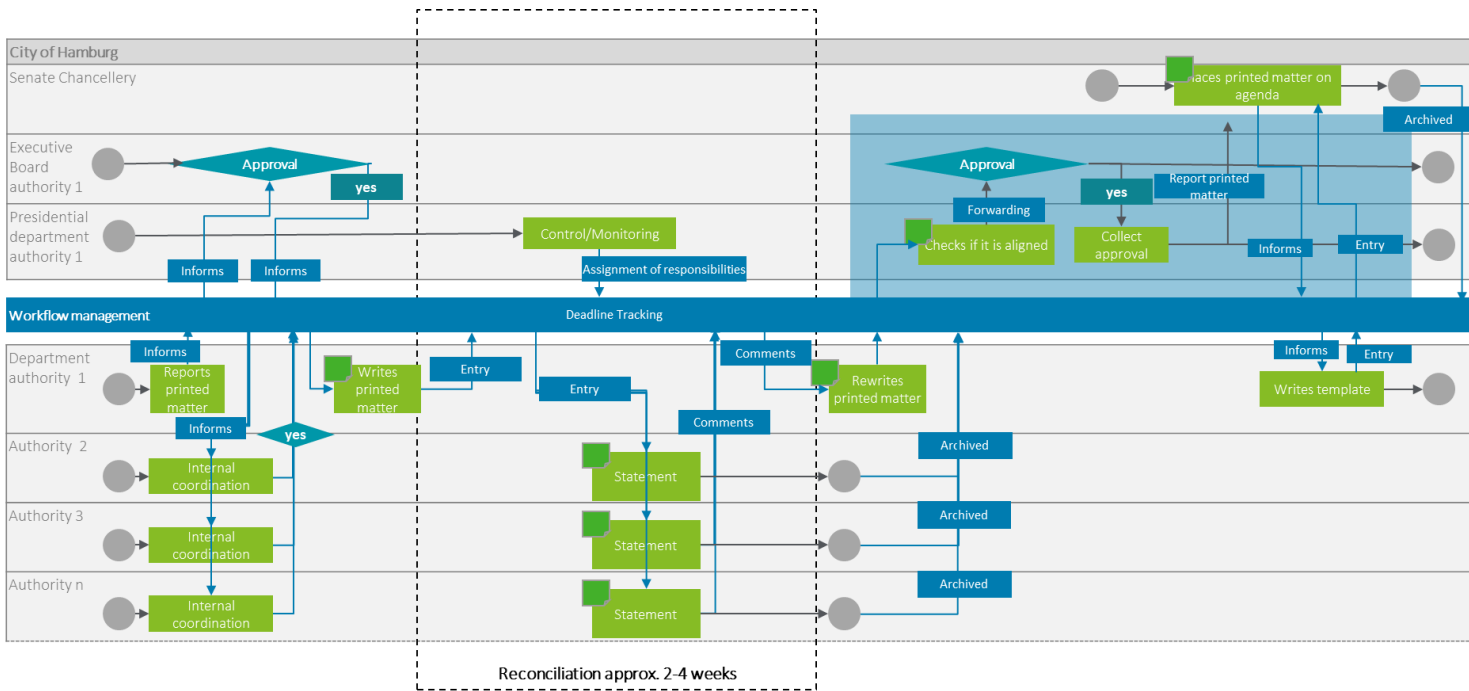 City of Hamburg
Senate Chancellery
laces printed matter on
agenda
Archived
Executive
Board
authority 1
Approval
yes
Approval
yes
Report printed
matter
Presidential
department
authority 1
Control/Monitoring
Forwarding
Checks if it is aligned
Collect
approval
Informs
Informs
Assignment of responsibilities
Informs
Entry
Workflow management
Deadline Tracking
Department
authority 1
Informs
Reports
printed
matter
Writes
printed
matter
Entry
Entry
Comments
Rewrites
printed matter
Informs
Entry
Writes template
Informs
yes
Comments
Authority 2
Internal
coordination
Statement
Archived
Authority 3
Internal
coordination
Statement
Archived
Authority n
Internal
coordination
Statement
Archived
Reconciliation approx. 2-4 weeks